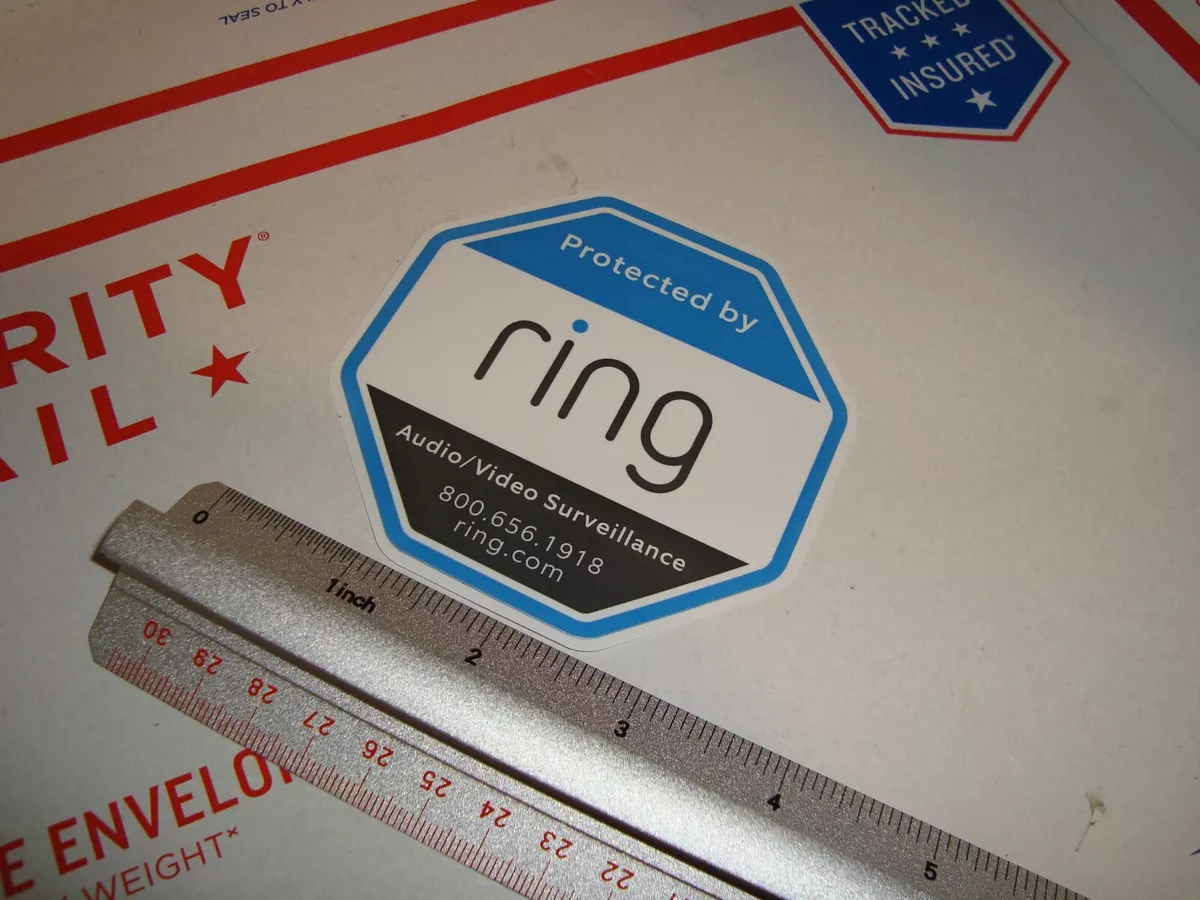 TO SEAL
TRACKED
INSURED*
RITY®
IL
Protected by
ring
Audio/Video Surveillance
800.656.1918
ring.com
0
1 inch
2
3
4
5
30 29 28 27 26 25 24 23 22
ENVELO
WEIGHT×